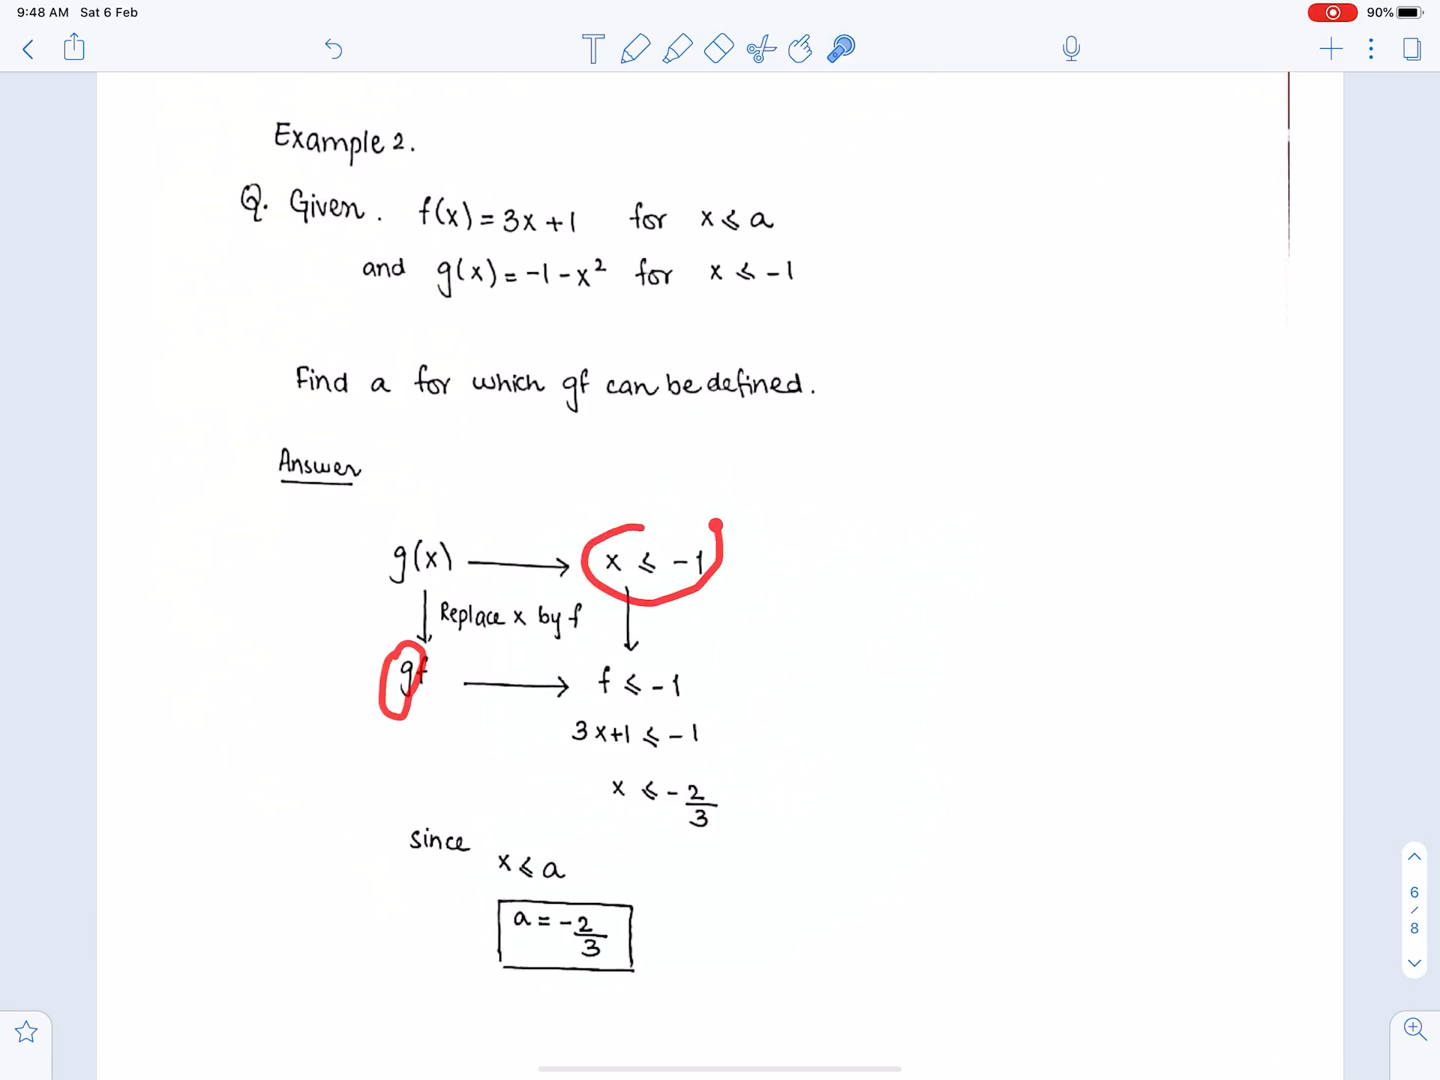 9:48 AM Sat 6 Feb
90%
Example 2.
Q. Given. f(x) = 3x + 1 for x ⩽ a
and g(x) = -1 - x² for x ⩽ -1
Find a for which gf can be defined.
Answer
g(x) ⟶ x ⩽ -1
Replace x by f
gf ⟶ f ⩽ -1
3x+1 ⩽ -1
x ⩽ -2/3
since
x ⩽ a
a = -2/3
6
/
8